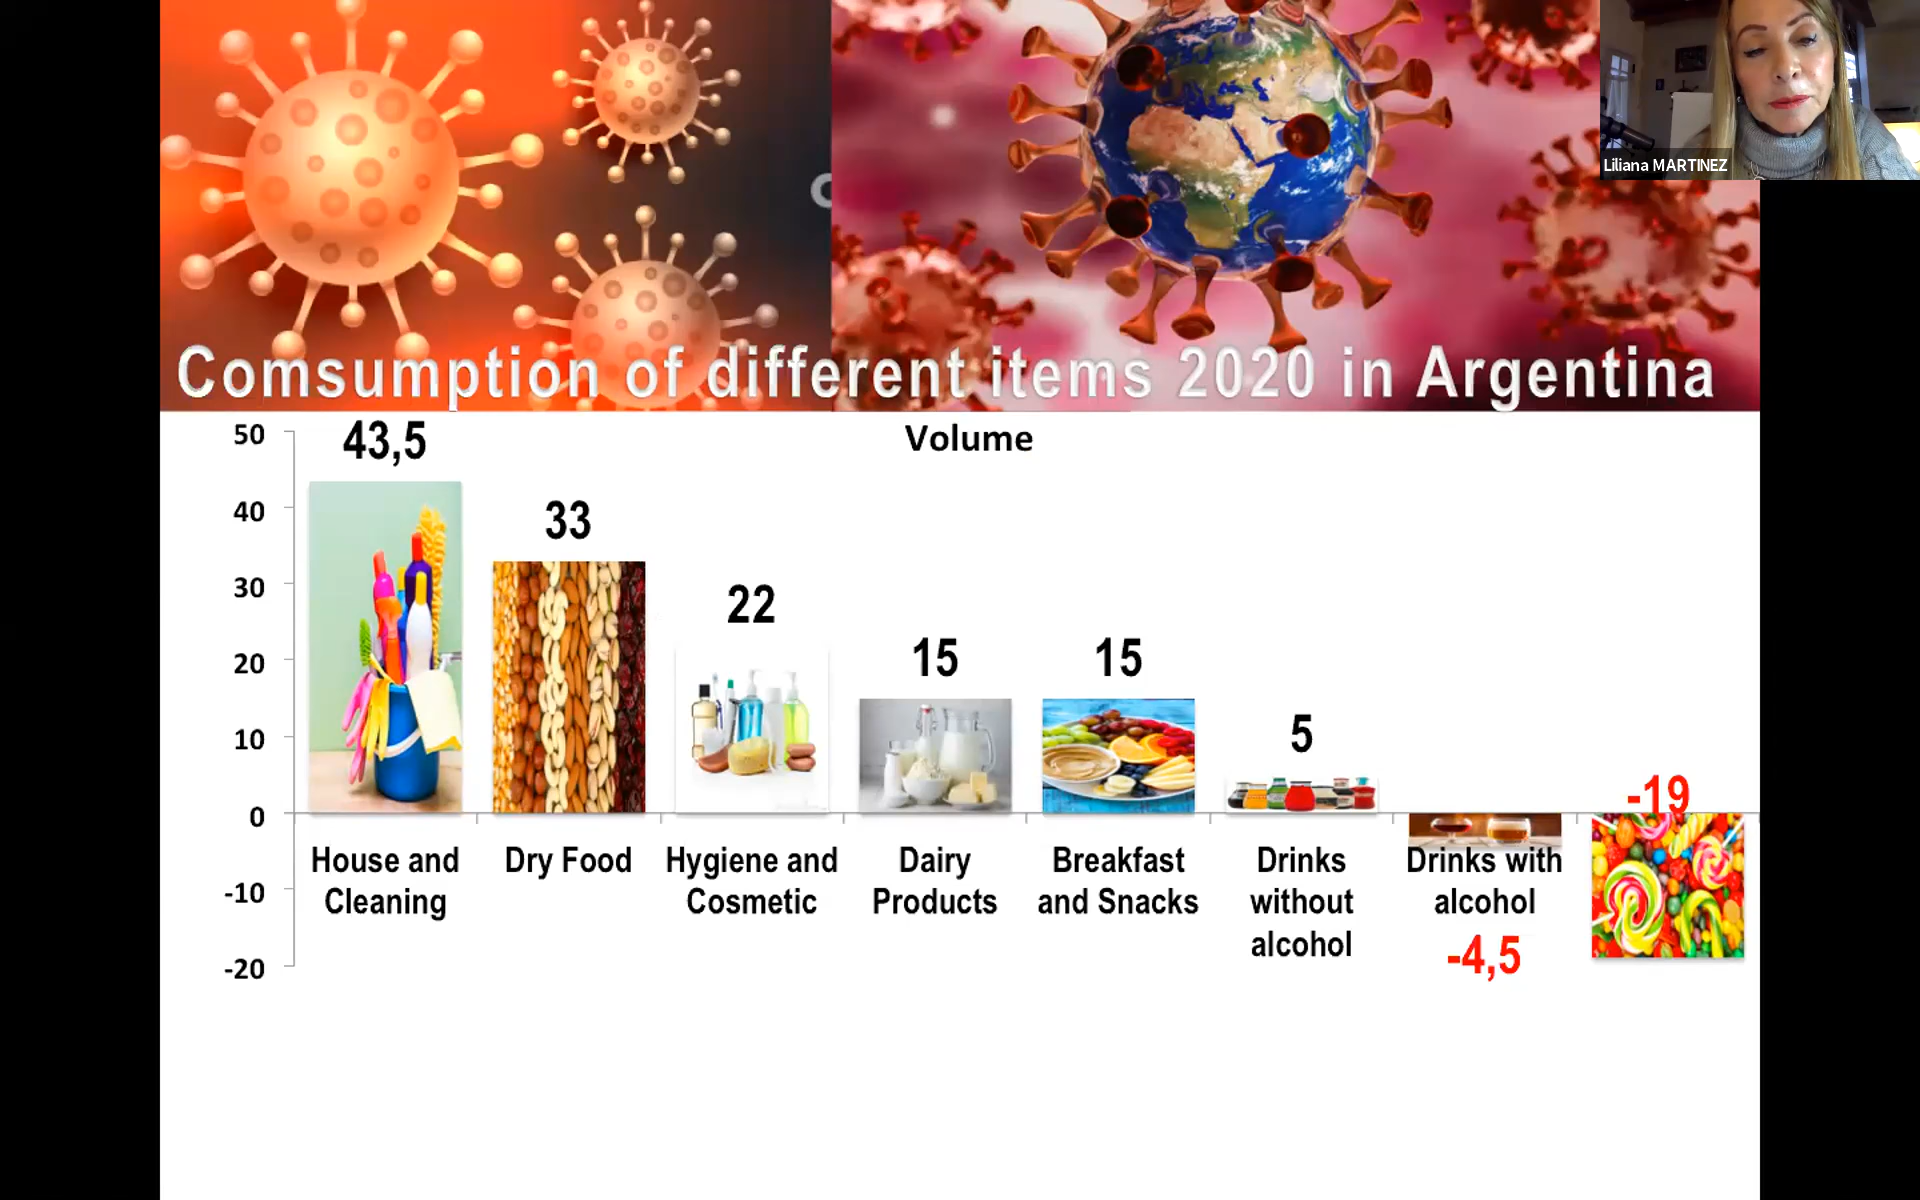 Liliana MARTINEZ
Comsumption of different items 2020 in Argentina
Volume
50
40
30
20
10
0
-10
-20
43,5
33
22
15
15
5
-4,5
-19
House and
Cleaning
Dry Food
Hygiene and
Cosmetic
Dairy
Products
Breakfast
and Snacks
Drinks
without
alcohol
Drinks with
alcohol